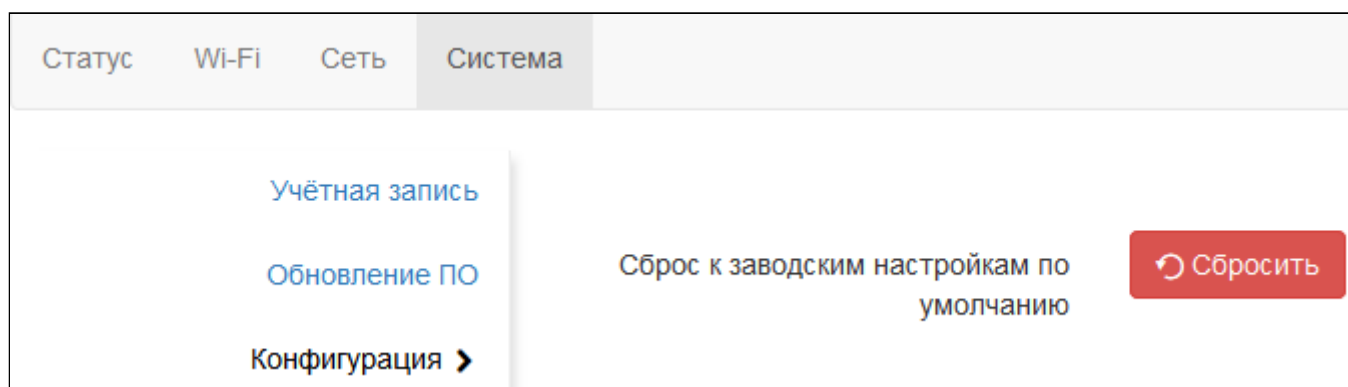 Статус Wi-Fi Сеть Система
Учётная запись
Обновление ПО
Конфигурация
Сброс к заводским настройкам по
умолчанию
Сбросить